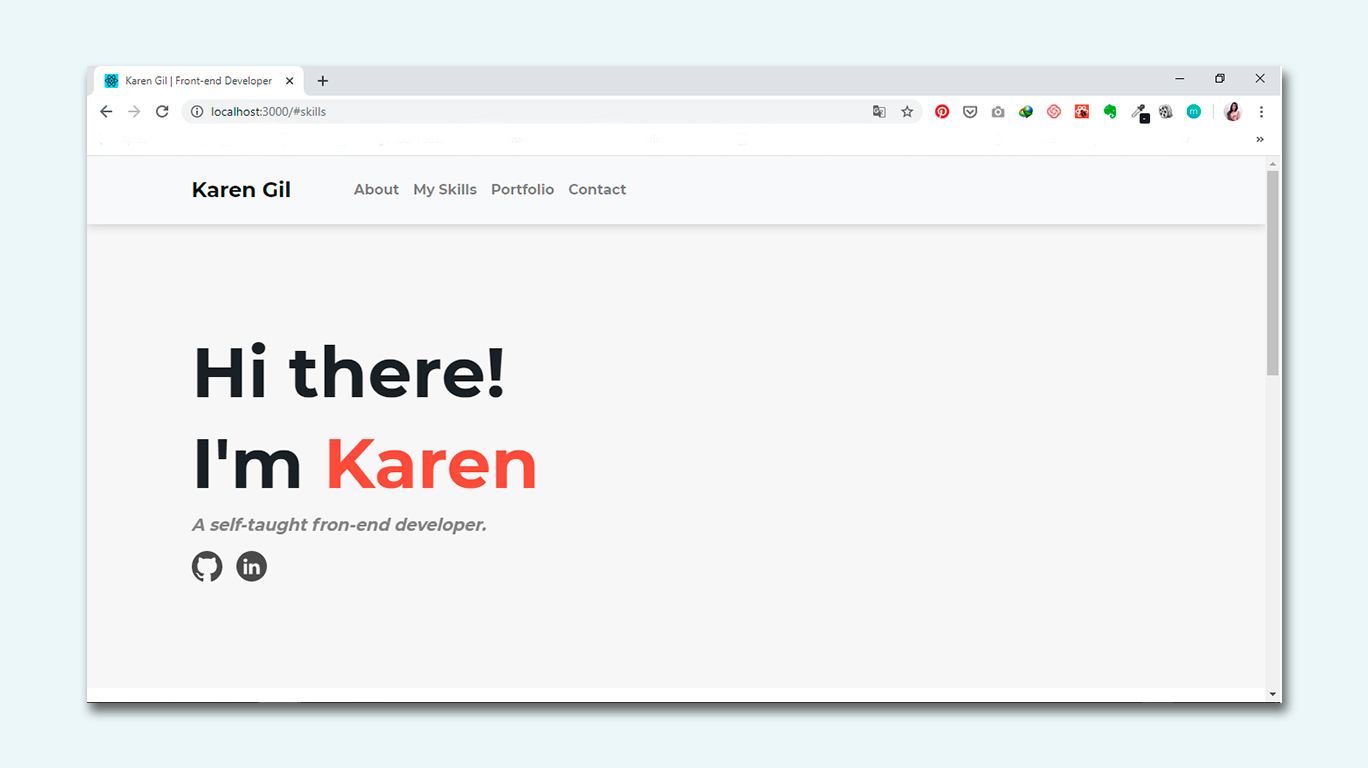 Karen Gil | Front-end Developer
localhost:3000/#skills
m
Karen Gil About My Skills Portfolio Contact
Hi there!
I'm Karen
A self-taught fron-end developer.
in